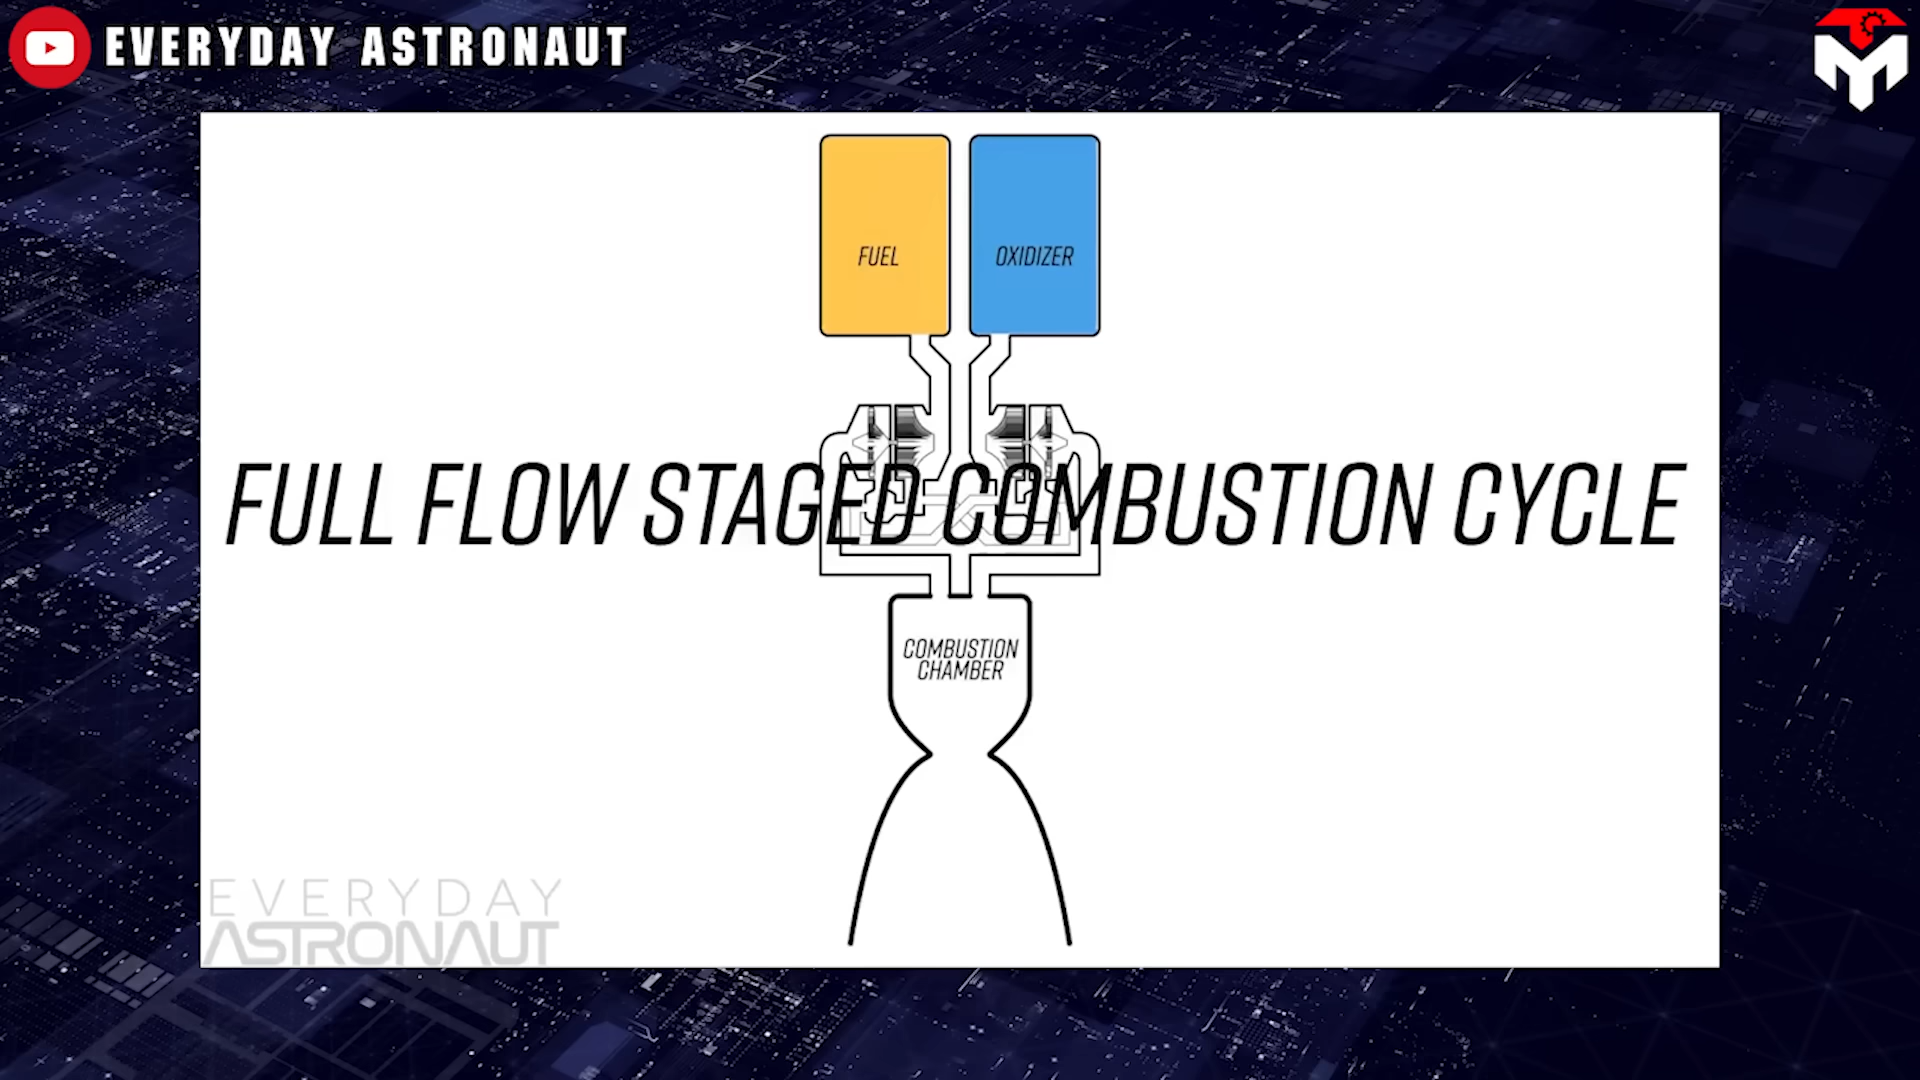 EVERYDAY ASTRONAUT
FUEL
OXIDIZER
FULL FLOW STAGED COMBUSTION CYCLE
COMBUSTION
CHAMBER
EVERYDAY
ASTRONAUT